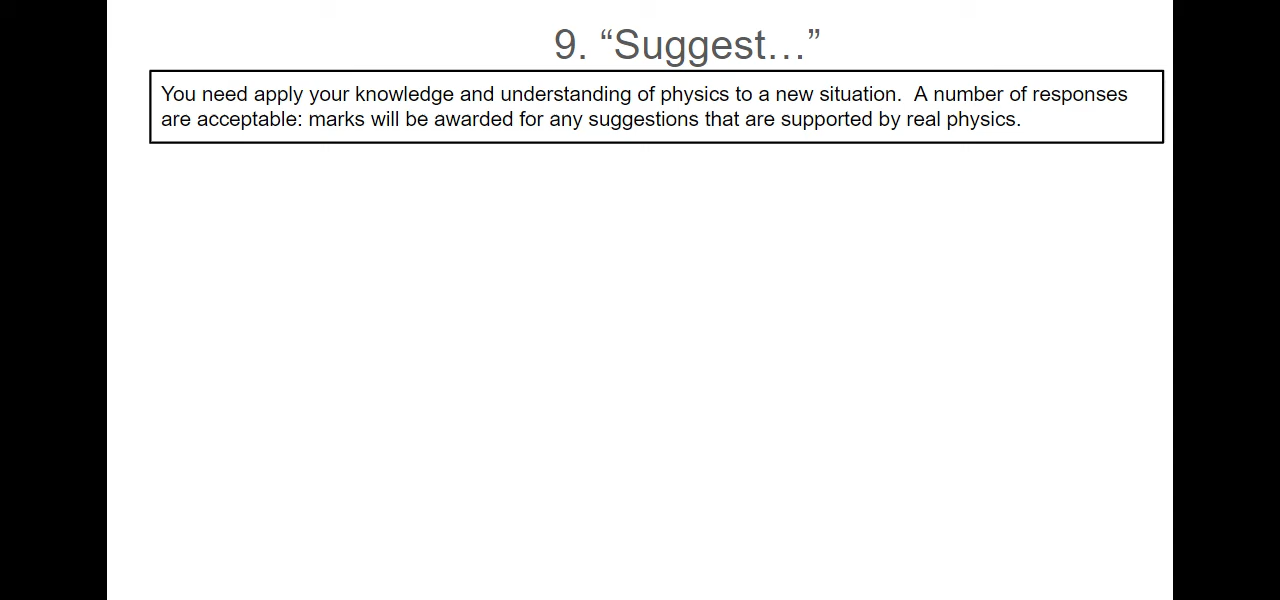 9. “Suggest…”
You need apply your knowledge and understanding of physics to a new situation.  A number of responses
are acceptable: marks will be awarded for any suggestions that are supported by real physics.